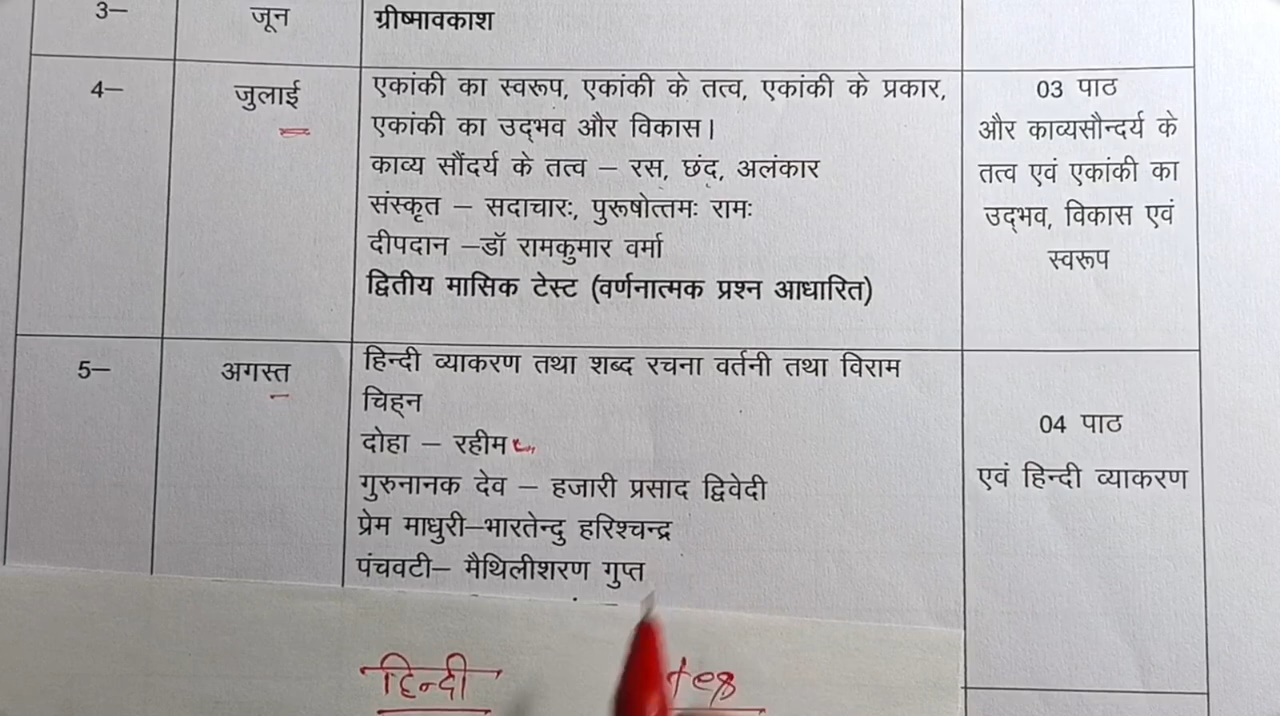 3— जून ग्रीष्मावकाश
4— जुलाई एकांकी का स्वरूप, एकांकी के तत्व, एकांकी के प्रकार,
एकांकी का उद्‌भव और विकास।
काव्य सौंदर्य के तत्व – रस, छंद, अलंकार
संस्कृत – सदाचारः, पुरूषोत्तमः रामः
दीपदान –डॉ रामकुमार वर्मा
द्वितीय मासिक टेस्ट (वर्णनात्मक प्रश्न आधारित)
03 पाठ
और काव्यसौन्दर्य के
तत्व एवं एकांकी का
उद्‌भव, विकास एवं
स्वरूप
5— अगस्त हिन्दी व्याकरण तथा शब्द रचना वर्तनी तथा विराम
चिह्न
दोहा – रहीम
गुरुनानक देव – हजारी प्रसाद द्विवेदी
प्रेम माधुरी–भारतेन्दु हरिश्चन्द्र
पंचवटी– मैथिलीशरण गुप्त
04 पाठ
एवं हिन्दी व्याकरण
हिन्दी